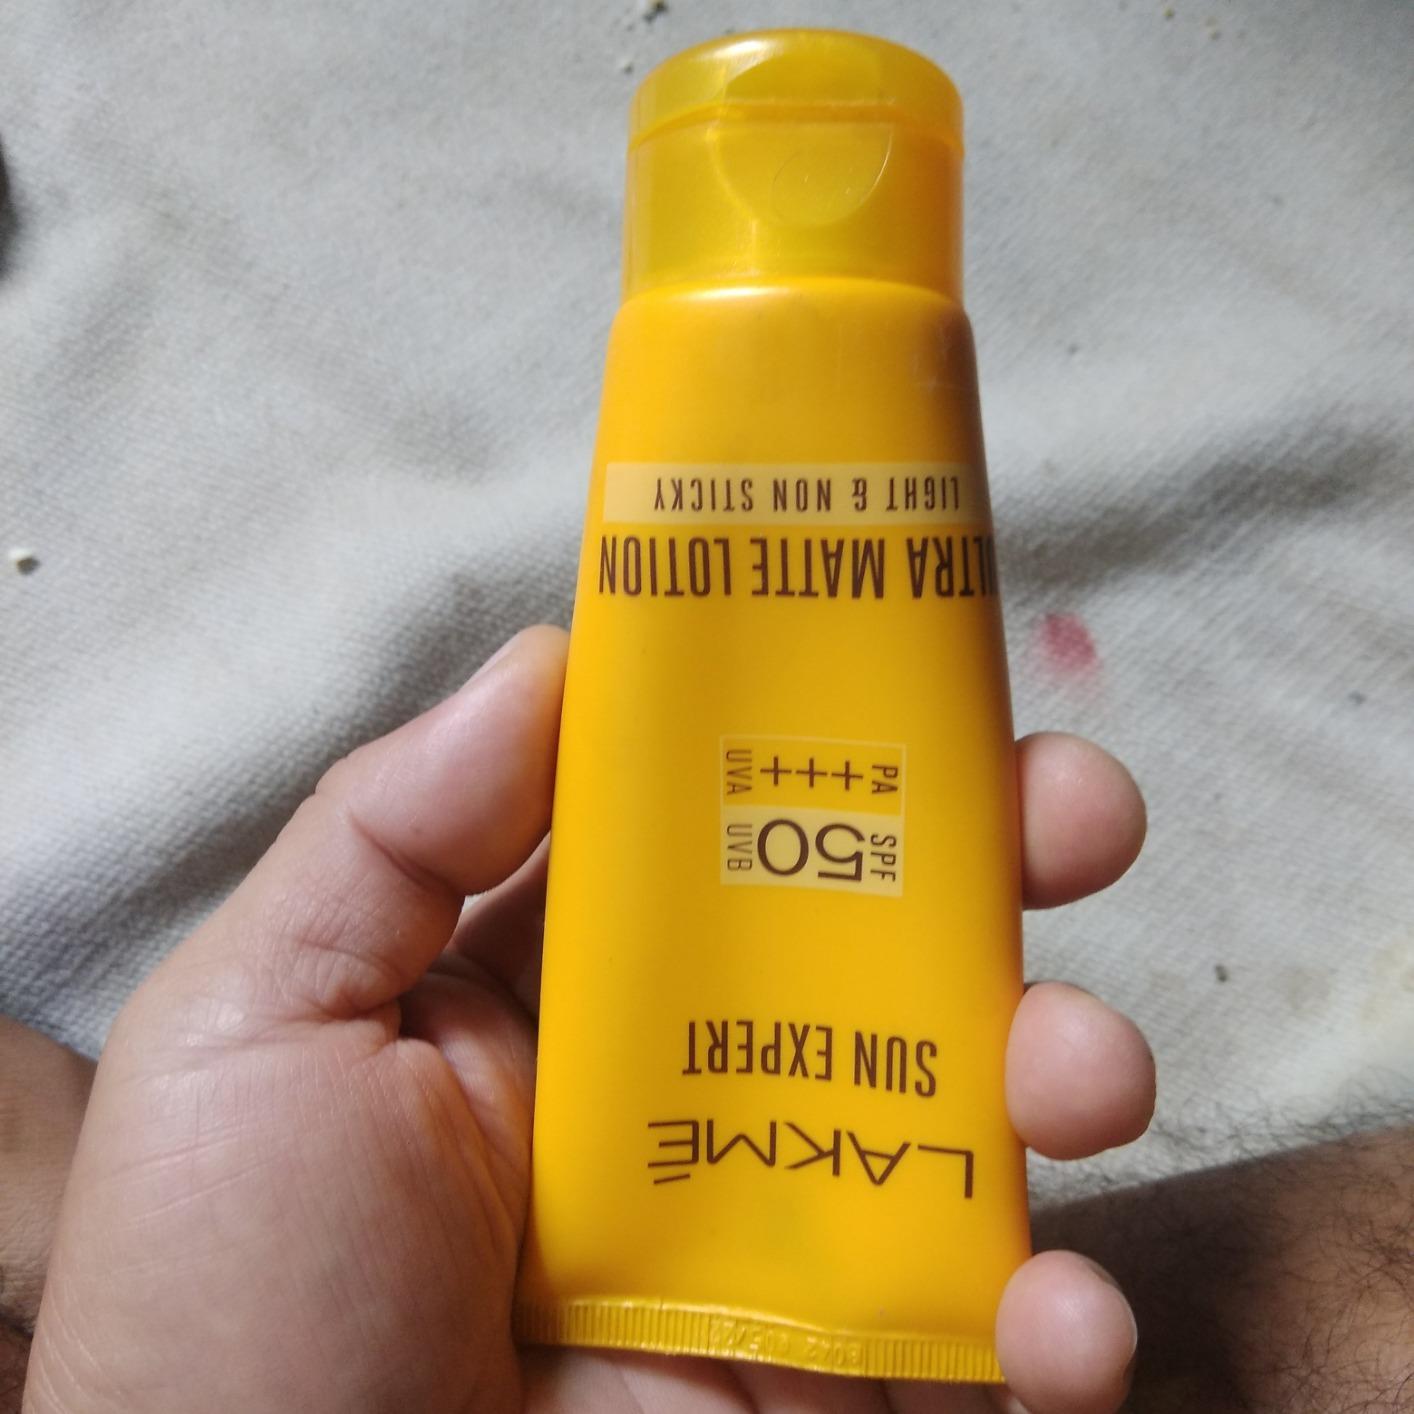 LAKMĒ
SUN EXPERT
SPF 50 UVB
PA +++ UVA
ULTRA MATTE LOTION
LIGHT & NON STICKY